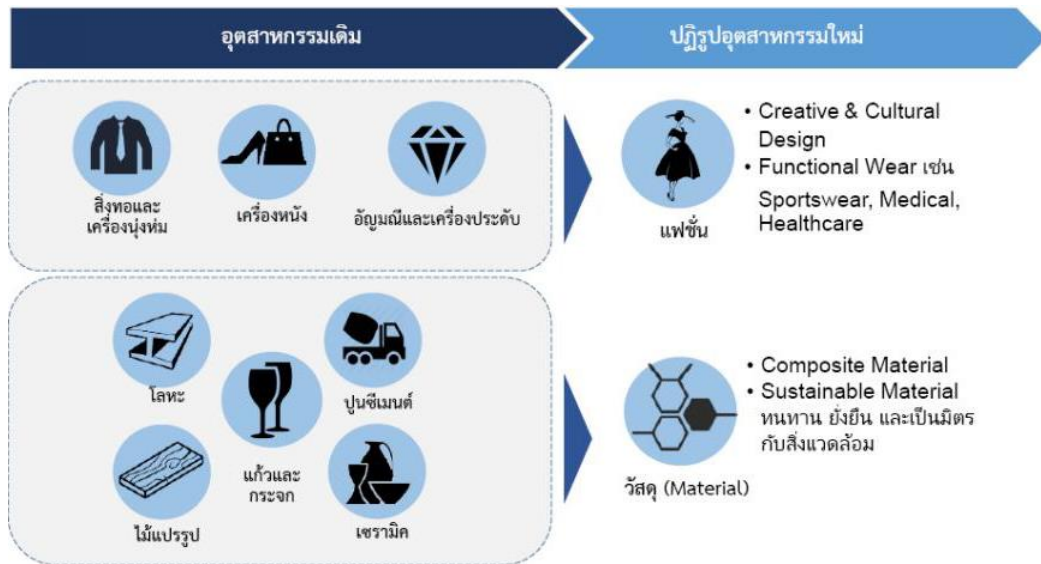 อุตสาหกรรมเดิม
ปฏิรูปอุตสาหกรรมใหม่
สิ่งทอและ
เครื่องนุ่งห่ม
เครื่องหนัง
อัญมณีและเครื่องประดับ
แฟชั่น
• Creative & Cultural
Design
• Functional Wear เช่น
Sportswear, Medical,
Healthcare
โลหะ
ปูนซีเมนต์
แก้วและ
กระจก
ไม้แปรรูป
เซรามิค
วัสดุ (Material)
• Composite Material
• Sustainable Material
ทนทาน ยั่งยืน และเป็นมิตร
กับสิ่งแวดล้อม